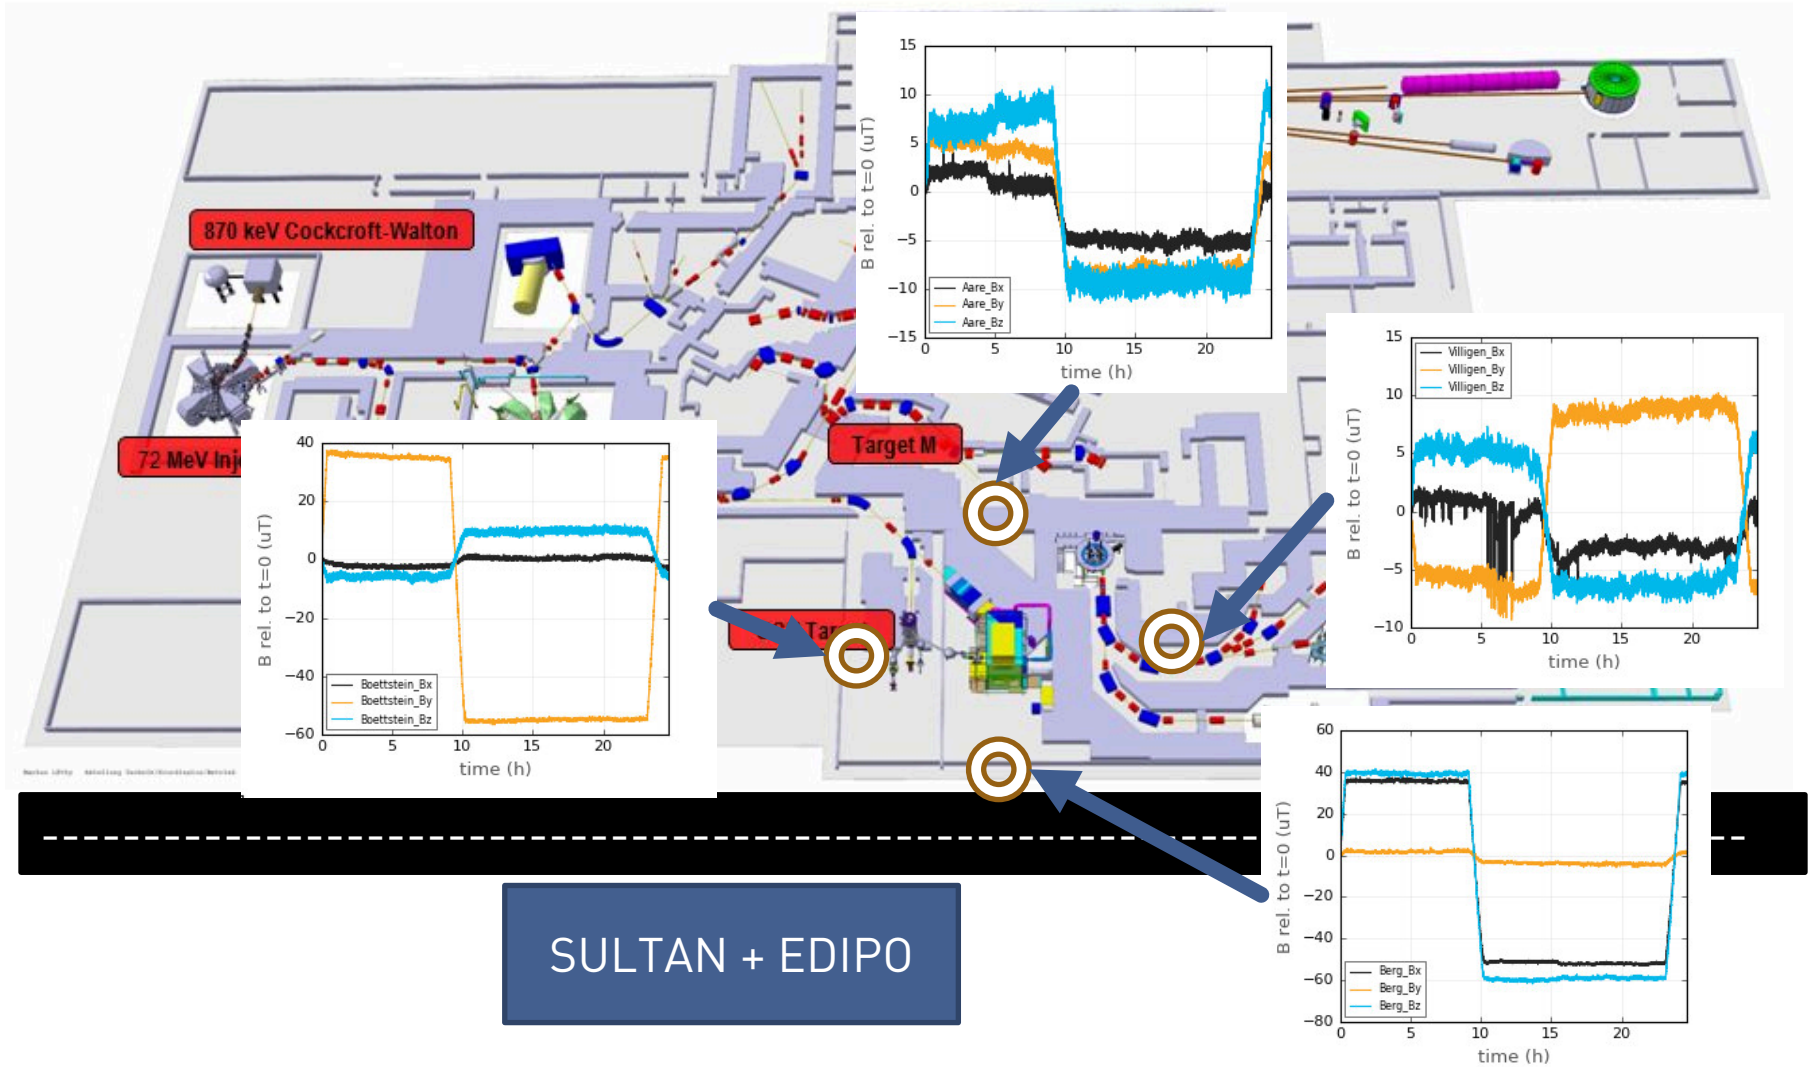 870 keV Cockcroft-Walton
72 MeV Inj
Target M
15
10
5
0
−5
−10
−15
B rel. to t=0 (uT)
Aare_Bx
Aare_By
Aare_Bz
0 5 10 15 20
time (h)
15
10
5
0
−5
−10
B rel. to t=0 (uT)
Villigen_Bx
Villigen_By
Villigen_Bz
0 5 10 15 20
time (h)
40
20
0
−20
−40
−60
B rel. to t=0 (uT)
Boettstein_Bx
Boettstein_By
Boettstein_Bz
0 5 10 15 20
time (h)
60
40
20
0
−20
−40
−60
−80
B rel. to t=0 (uT)
Berg_Bx
Berg_By
Berg_Bz
0 5 10 15 20
time (h)
SULTAN + EDIPO